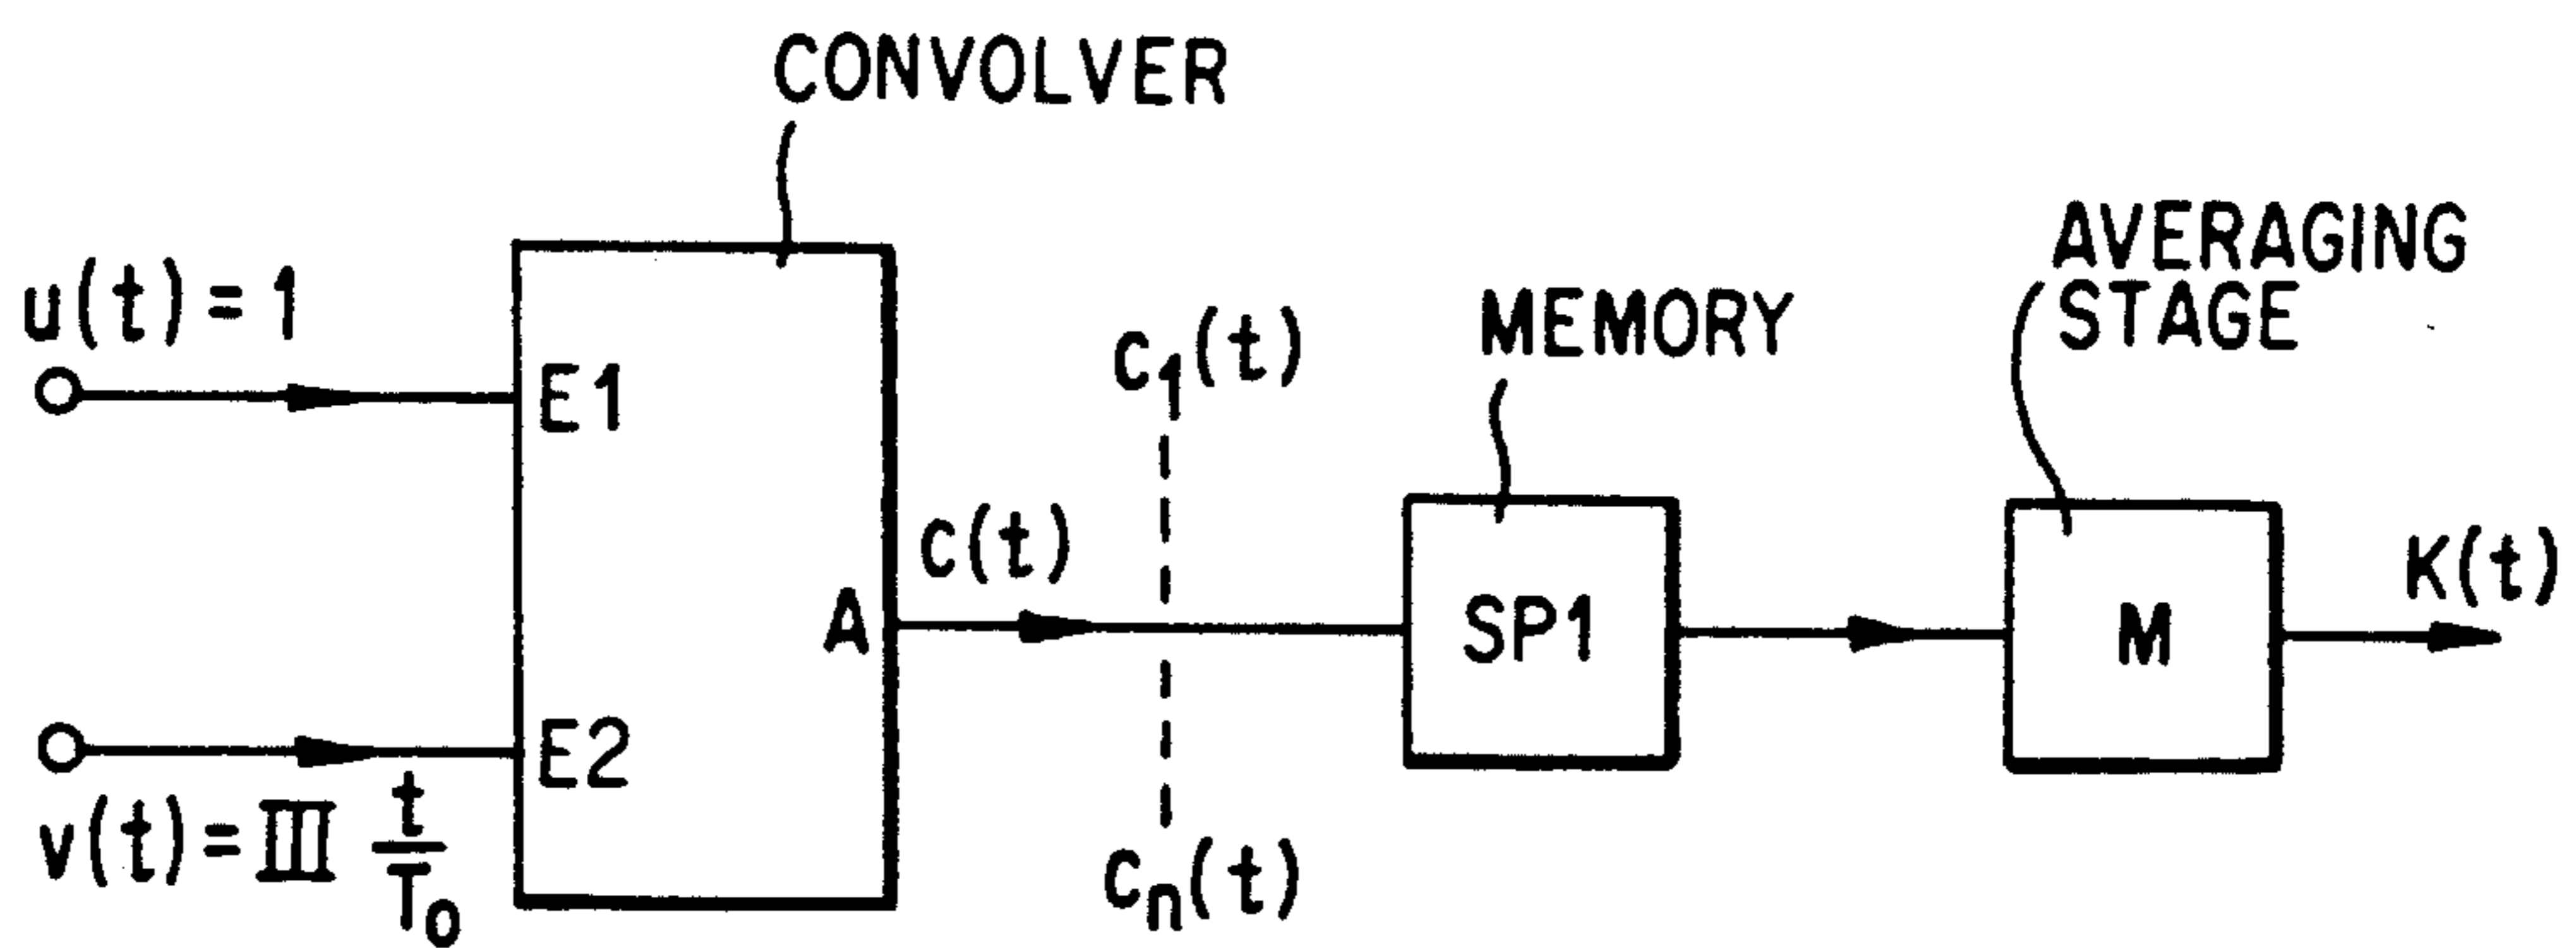 CONVOLVER
u(t) = 1
E1
E2
v(t) = III t/T₀
A
c(t)
c₁(t)
cₙ(t)
MEMORY
SP1
AVERAGING
STAGE
M
K(t)